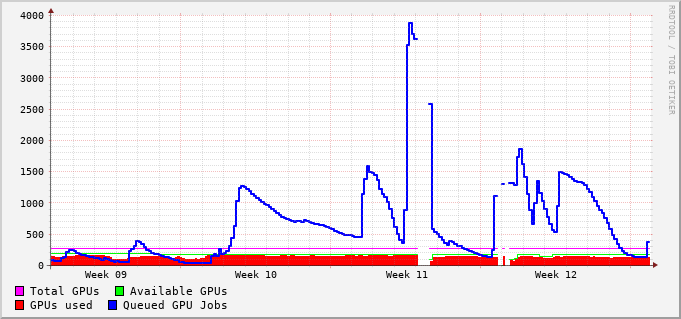 4000
3500
3000
2500
2000
1500
1000
500
0
Week 09 Week 10 Week 11 Week 12
Total GPUs Available GPUs
GPUs used Queued GPU Jobs
RRDTOOL / TOBI OETIKER